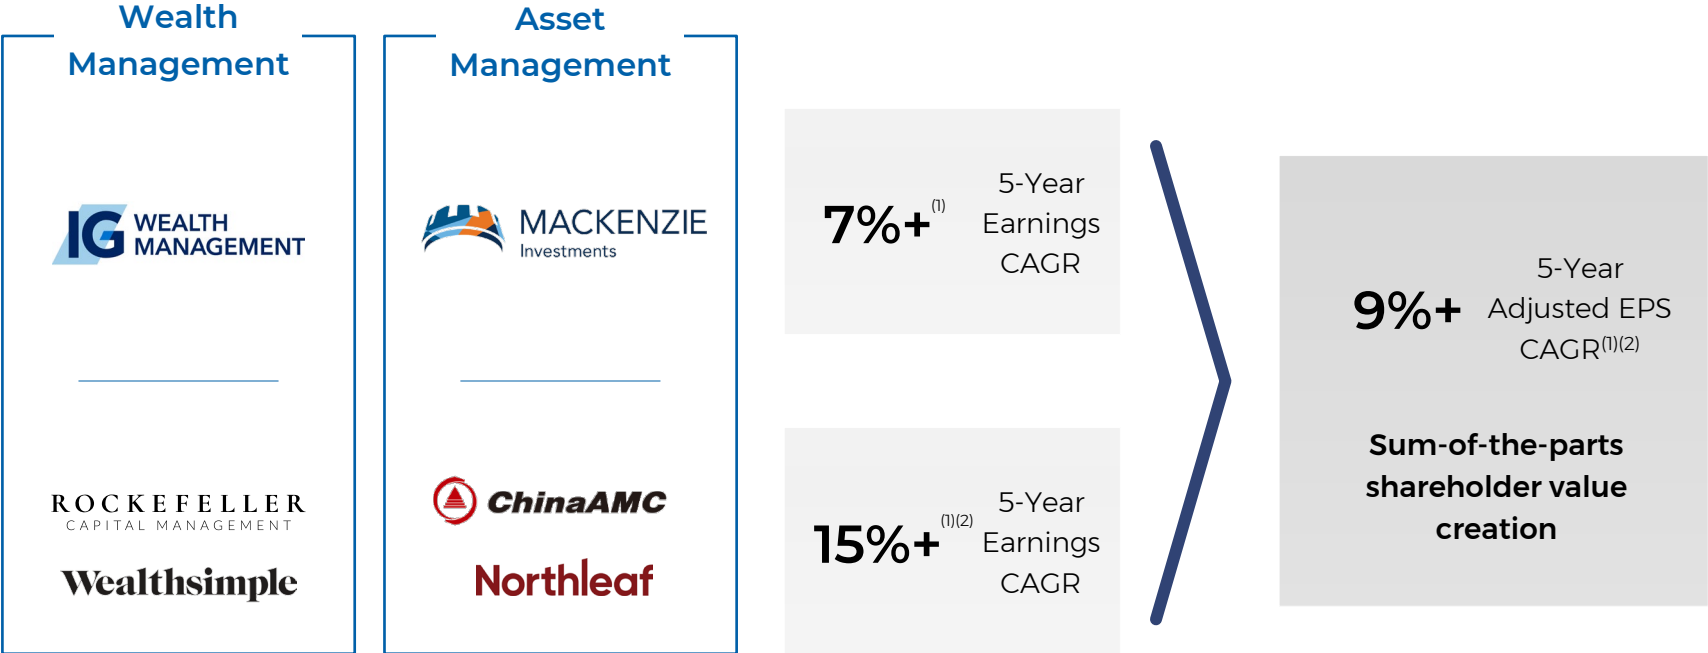 Wealth
Management
Asset
Management
IG WEALTH
MANAGEMENT
MACKENZIE
Investments
7%+(1)
5-Year
Earnings
CAGR
ROCKEFELLER
CAPITAL MANAGEMENT
Wealthsimple
ChinaAMC
Northleaf
15%+(1)(2)
5-Year
Earnings
CAGR
9%+
5-Year
Adjusted EPS
CAGR(1)(2)
Sum-of-the-parts
shareholder value
creation